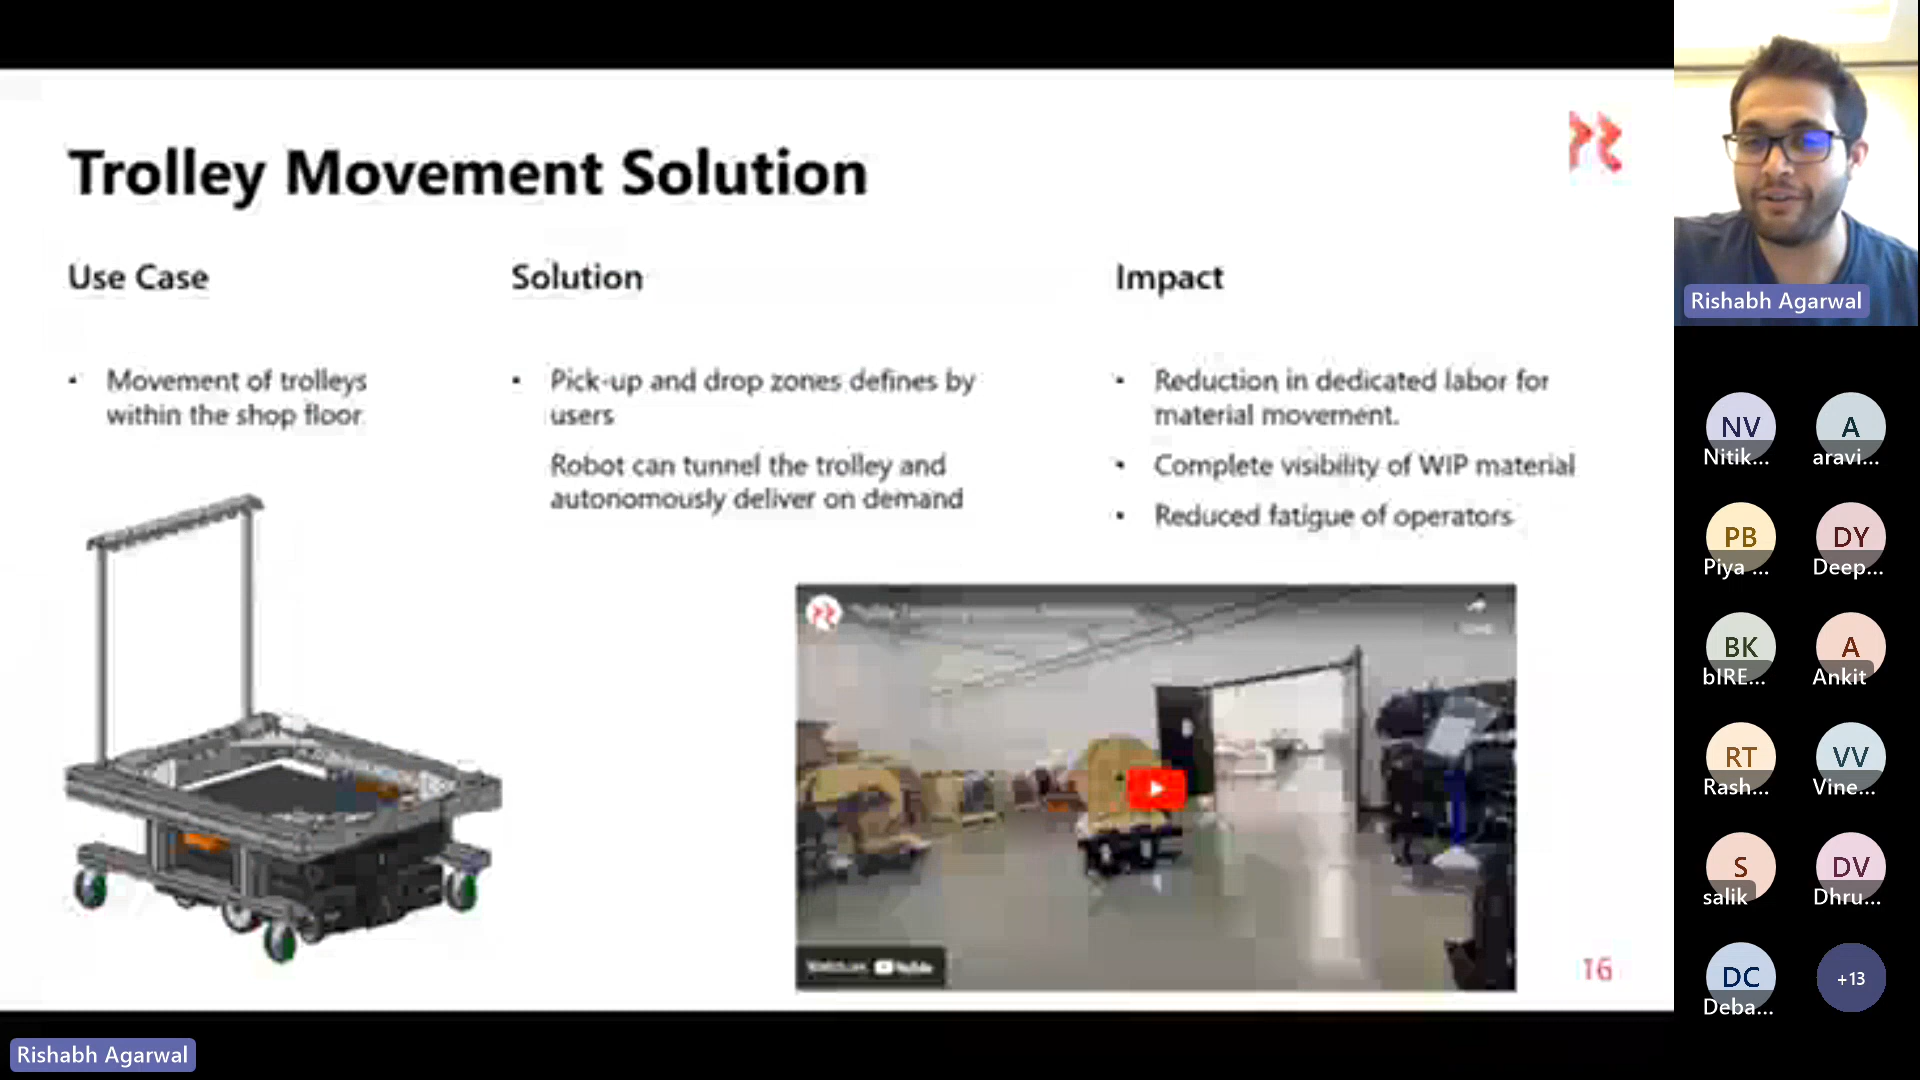 Trolley Movement Solution
Use Case
Solution
Impact
• Movement of trolleys
within the shop floor.
• Pick-up and drop zones defines by
users
Robot can tunnel the trolley and
autonomously deliver on demand
• Reduction in dedicated labor for
material movement.
• Complete visibility of WIP material
• Reduced fatigue of operators
YouTube
16
Rishabh Agarwal
Rishabh Agarwal
NV
Nitik...
A
aravi...
PB
Piya ...
DY
Deep...
BK
bIRE...
A
Ankit
RT
Rash...
VV
Vine...
S
salik
DV
Dhru...
DC
Deba...
+13